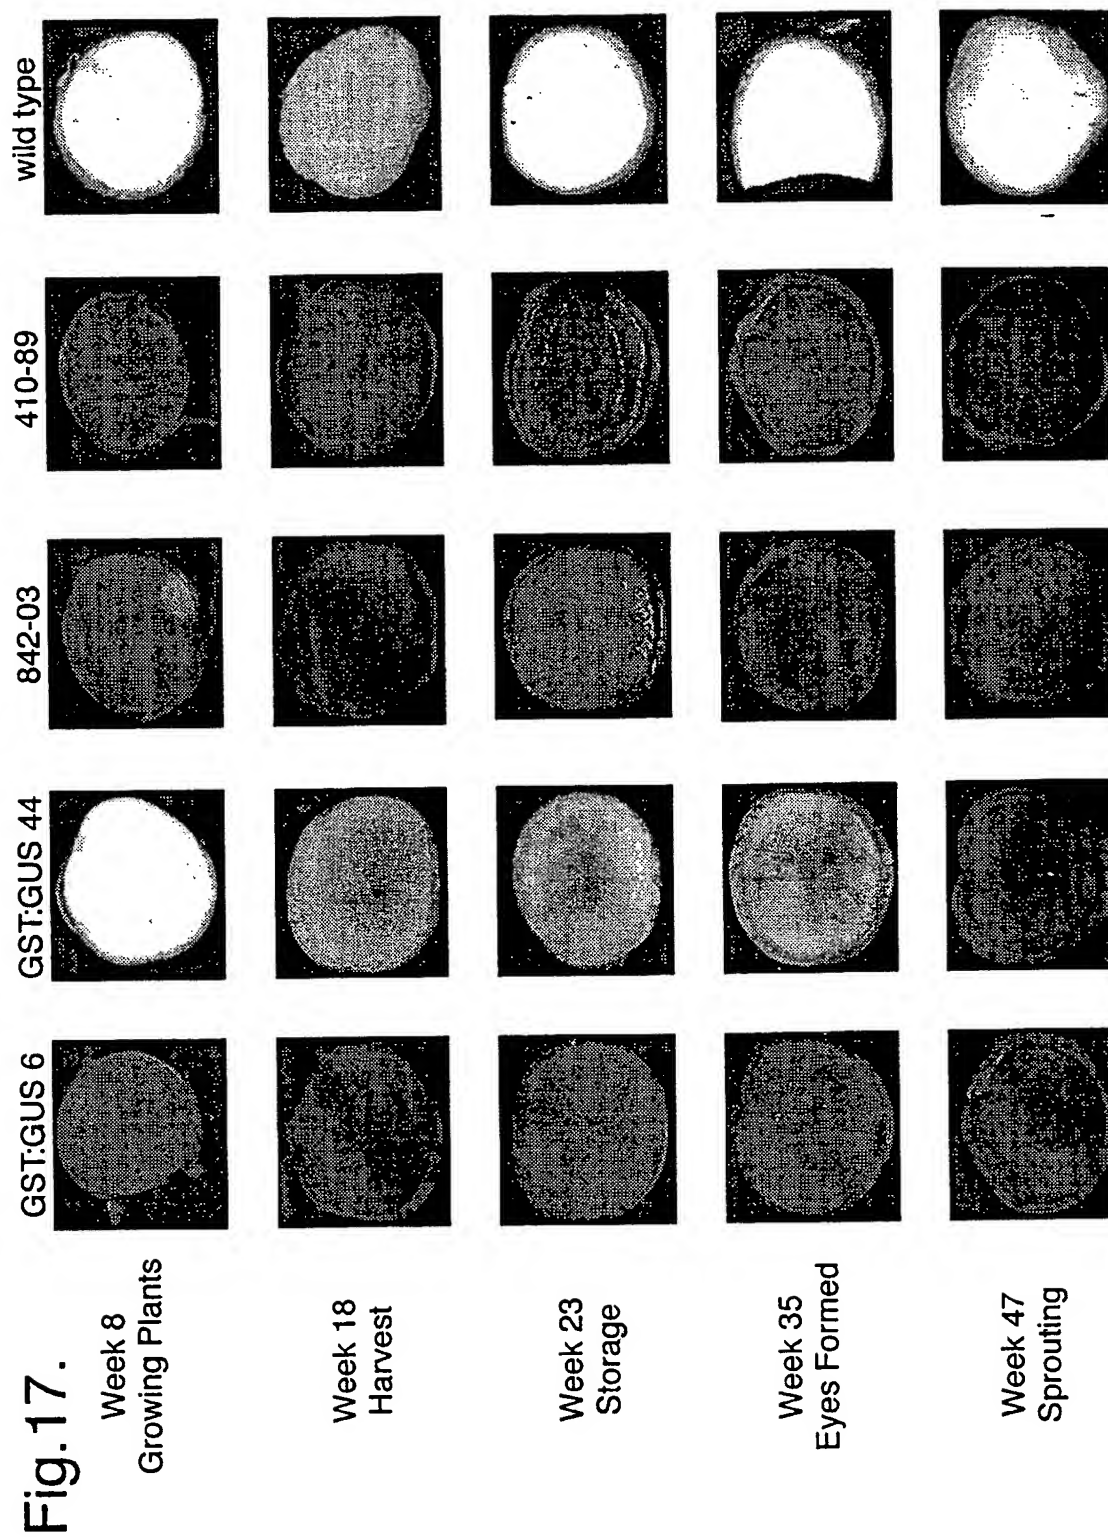 Fig.17.
GST:GUS 6
GST:GUS 44
842-03
410-89
wild type
Week 8
Growing Plants
Week 18
Harvest
Week 23
Storage
Week 35
Eyes Formed
Week 47
Sprouting